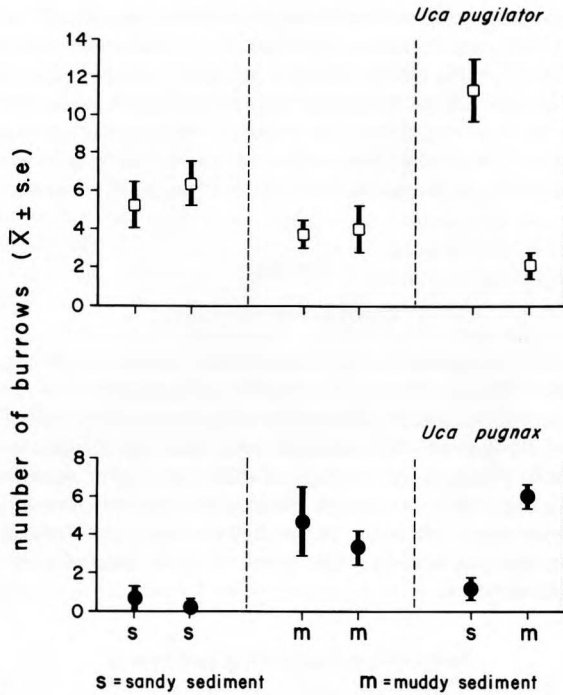 Uca pugilator
14
12
10
8
6
4
2
0
number of burrows (X̄ ± s.e)
Uca pugnax
8
6
4
2
0
s s m m s m
s = sandy sediment m = muddy sediment